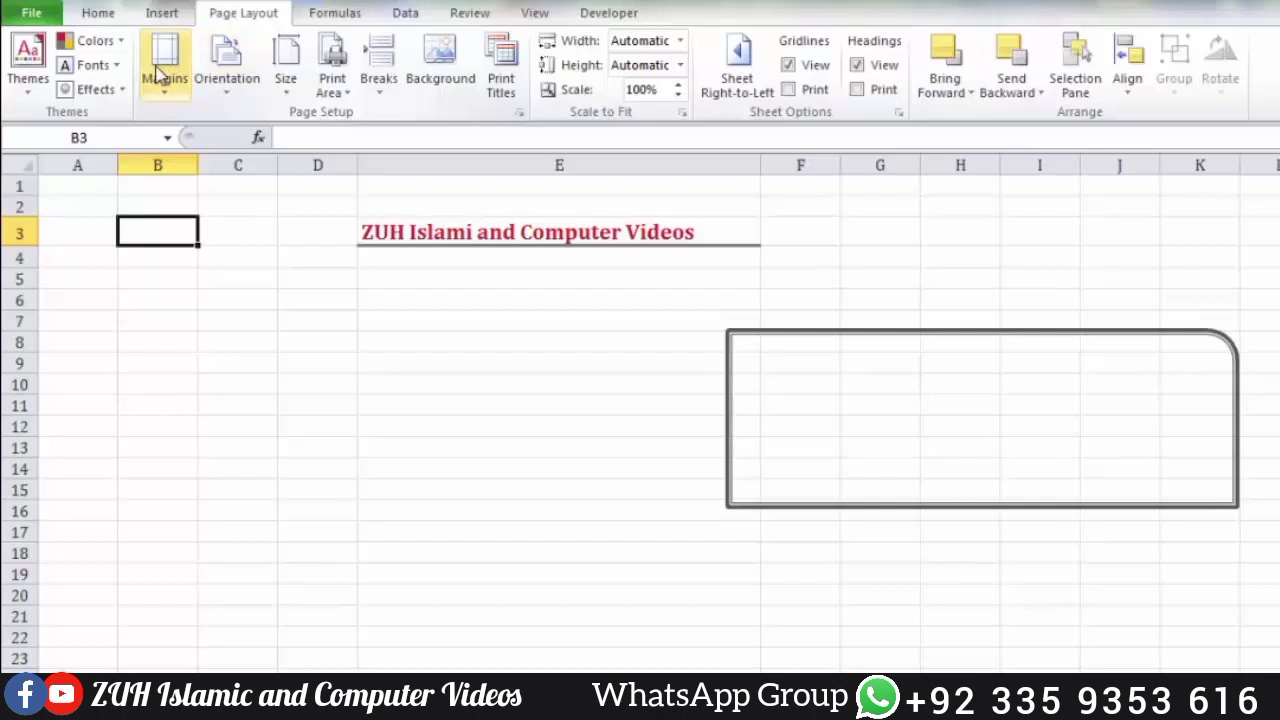 File Home Insert Page Layout Formulas Data Review View Developer
Colors Width: Automatic Gridlines Headings
Fonts Height: Automatic View View
Themes Effects Margins Orientation Size Print Area Breaks Background Print Titles Scale: 100% Sheet Right-to-Left Print Print Bring Forward Send Backward Selection Pane Align Group Rotate
Themes Page Setup Scale to Fit Sheet Options Arrange
B3 fx
A B C D E F G H I J K
1
2
3 ZUH Islami and Computer Videos
4
5
6
7
8
9
10
11
12
13
14
15
16
17
18
19
20
21
22
23
ZUH Islamic and Computer Videos WhatsApp Group +92 335 9353 616